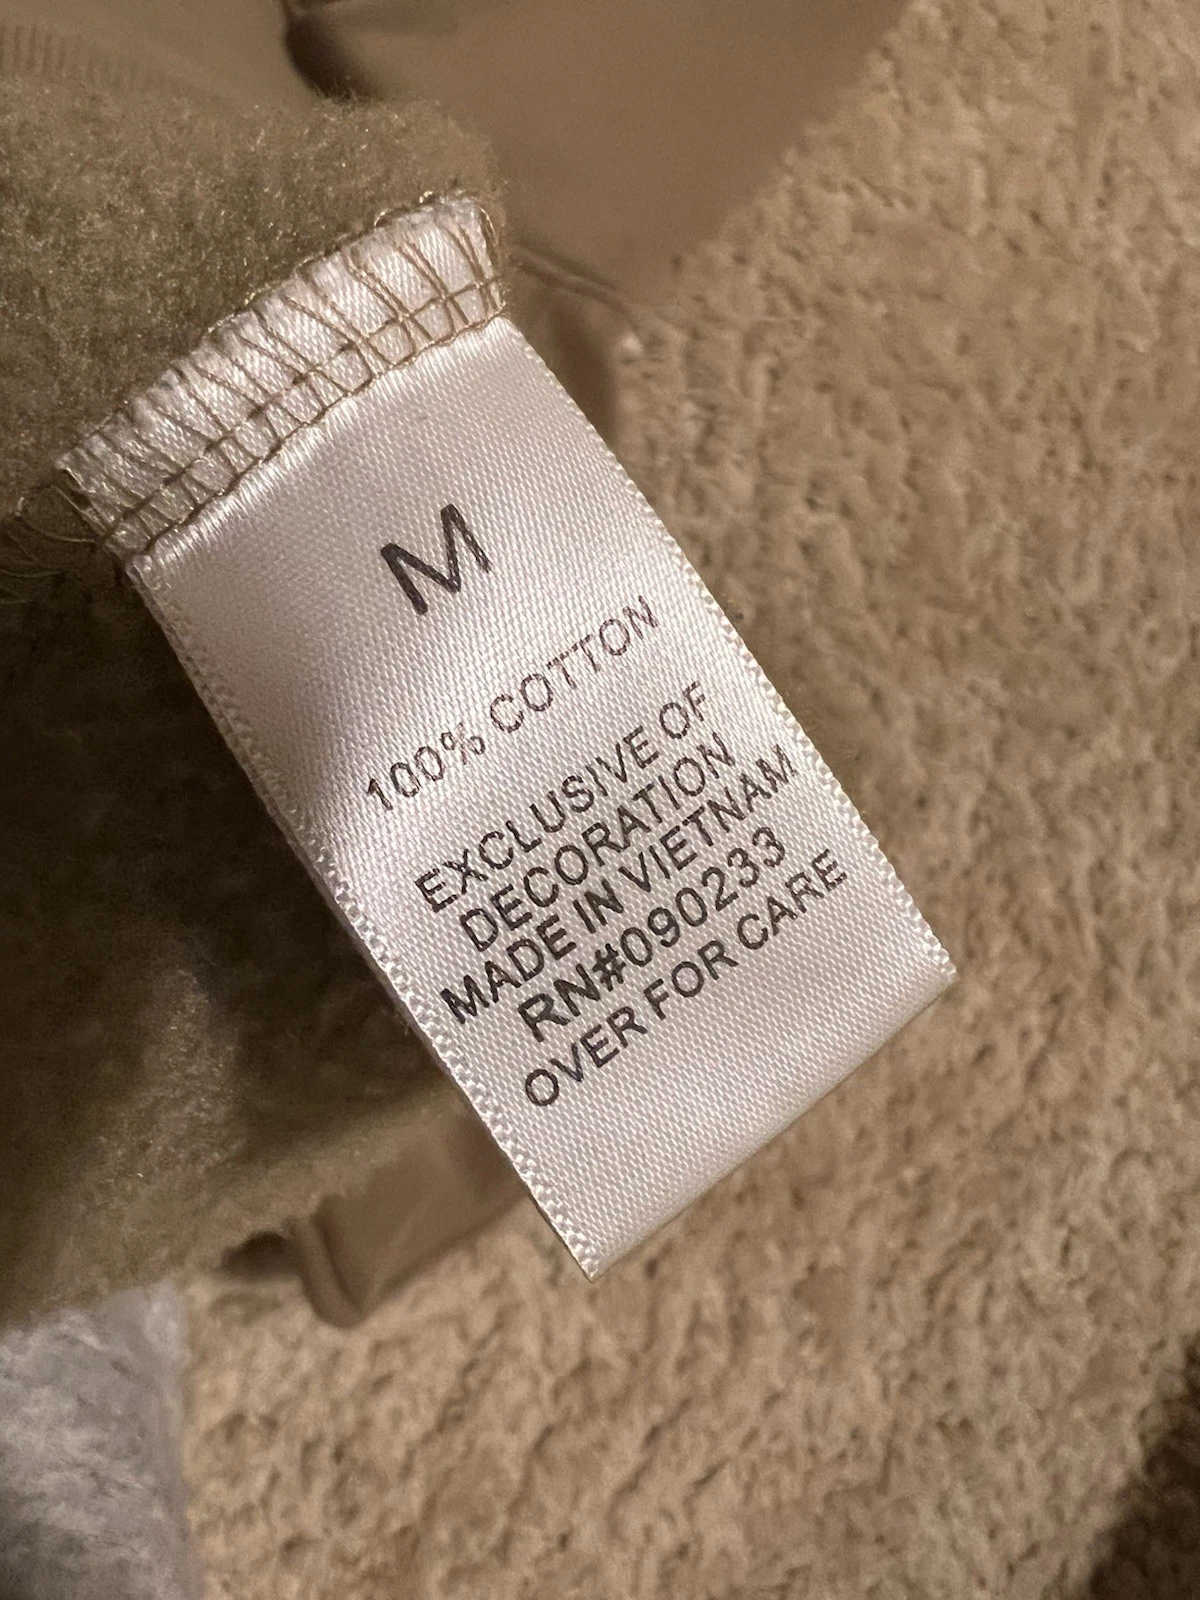 M
100% COTTON
EXCLUSIVE OF
DECORATION
MADE IN VIETNAM
RN#090233
OVER FOR CARE